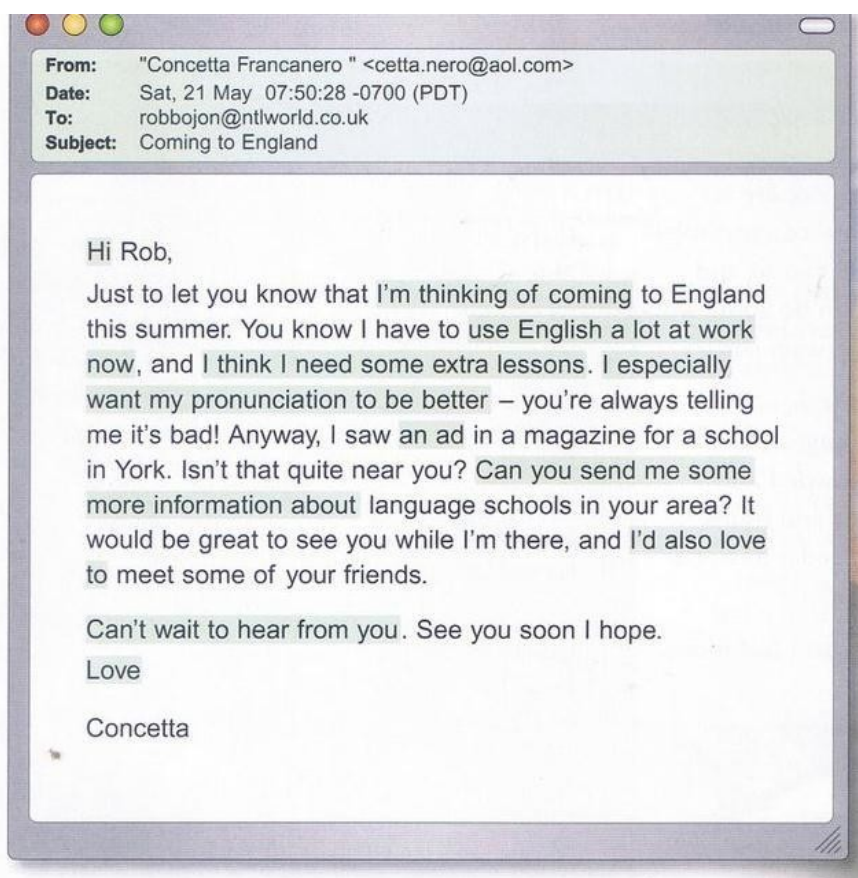 From: "Concetta Francanero " <cetta.nero@aol.com>
Date: Sat, 21 May 07:50:28 -0700 (PDT)
To: robbojon@ntlworld.co.uk
Subject: Coming to England
Hi Rob,
Just to let you know that I'm thinking of coming to England
this summer. You know I have to use English a lot at work
now, and I think I need some extra lessons. I especially
want my pronunciation to be better – you're always telling
me it's bad! Anyway, I saw an ad in a magazine for a school
in York. Isn't that quite near you? Can you send me some
more information about language schools in your area? It
would be great to see you while I'm there, and I'd also love
to meet some of your friends.
Can't wait to hear from you. See you soon I hope.
Love
Concetta